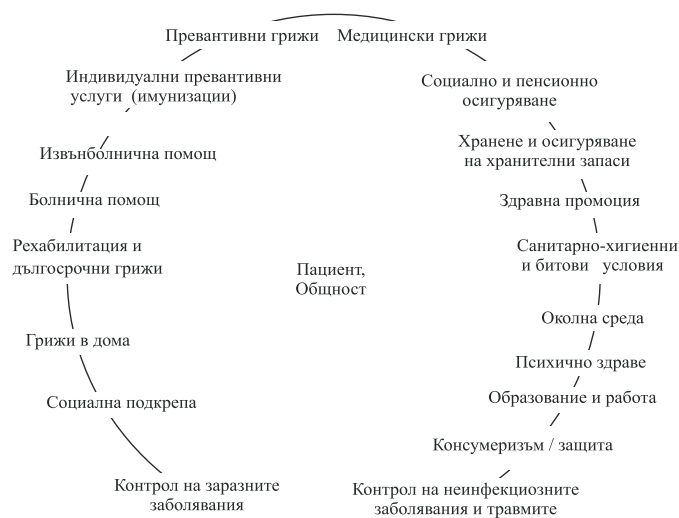 Превантивни грижи
Медицински грижи
Индивидуални превантивни
услуги (имунизации)
Социално и пенсионно
осигуряване
Извънболнична помощ
Хранене и осигуряване
на хранителни запаси
Болнична помощ
Здравна промоция
Рехабилитация и
дългосрочни грижи
Санитарно-хигиенни
и битови условия
Пациент,
Общност
Околна среда
Грижи в дома
Психично здраве
Социална подкрепа
Образование и работа
Консумеризъм / защита
Контрол на заразните
заболявания
Контрол на неинфекциозните
заболявания и травмите